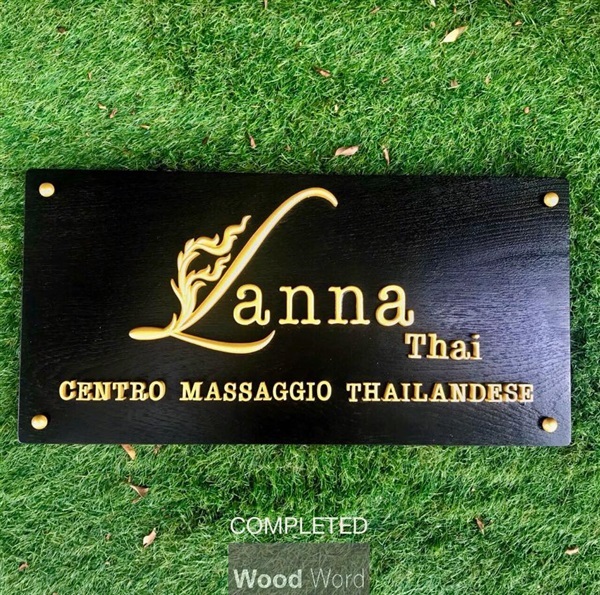 Lanna
Thai
CENTRO MASSAGGIO THAILANDESE
COMPLETED
Wood Word